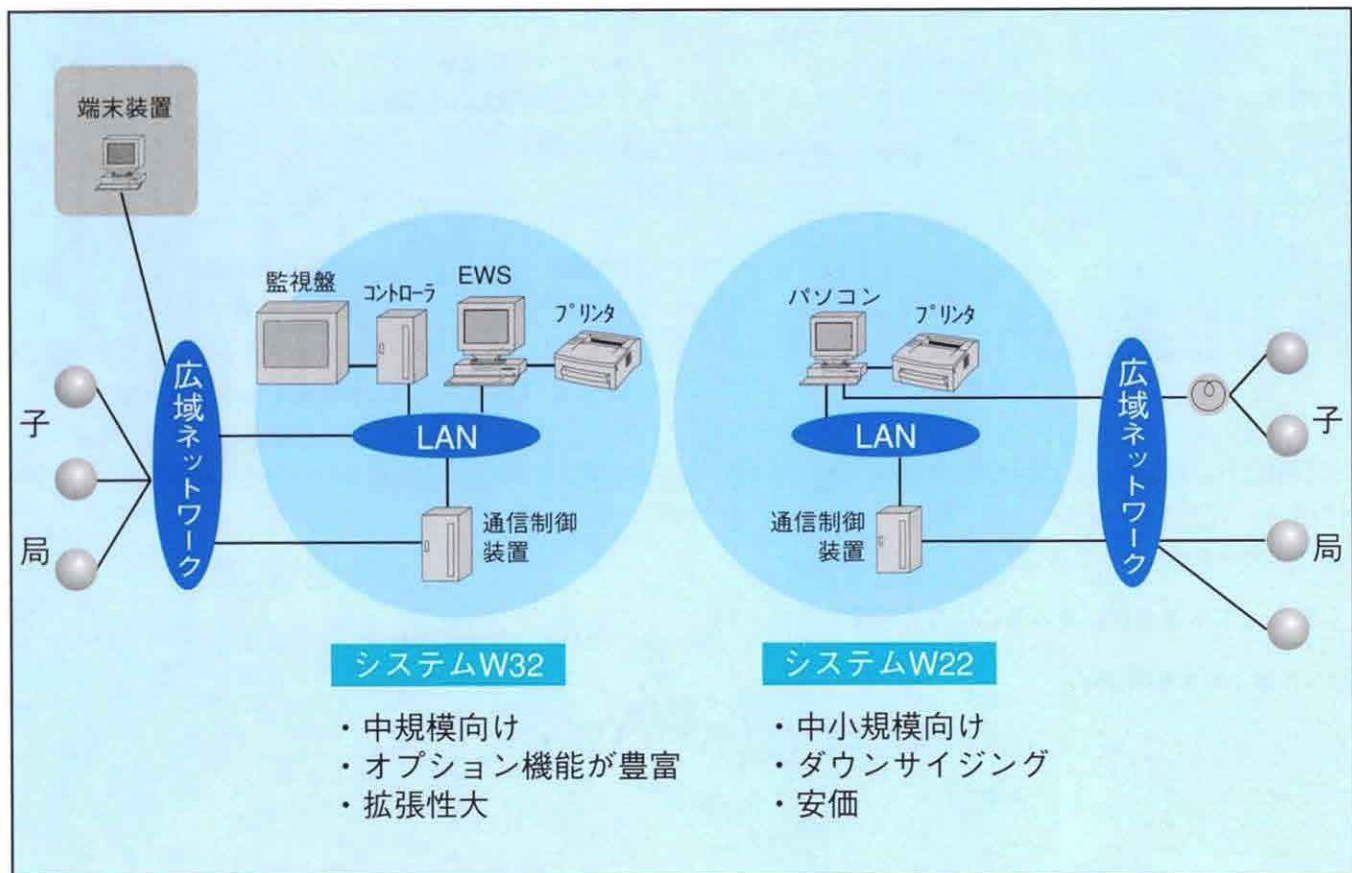 端末装置
監視盤
コントローラ
EWS
プリンタ
広域ネットワーク
子
局
LAN
通信制御
装置
システムW32
・中規模向け
・オプション機能が豊富
・拡張性大
パソコン
プリンタ
LAN
通信制御
装置
広域ネットワーク
子
局
システムW22
・中小規模向け
・ダウンサイジング
・安価